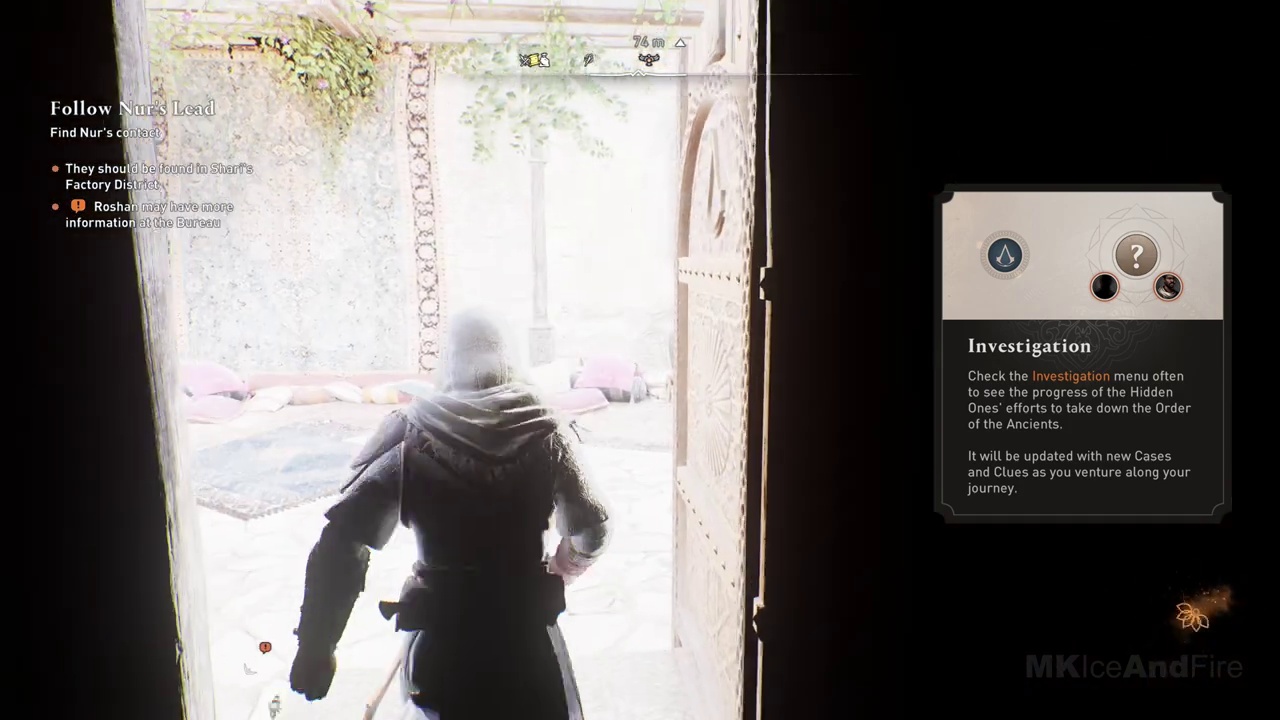 74 m
Follow Nur's Lead
Find Nur's contact
They should be found in Shari's
Factory District
Roshan may have more
information at the Bureau
?
Investigation
Check the Investigation menu often
to see the progress of the Hidden
Ones' efforts to take down the Order
of the Ancients.
It will be updated with new Cases
and Clues as you venture along your
journey.
MKIceAndFire